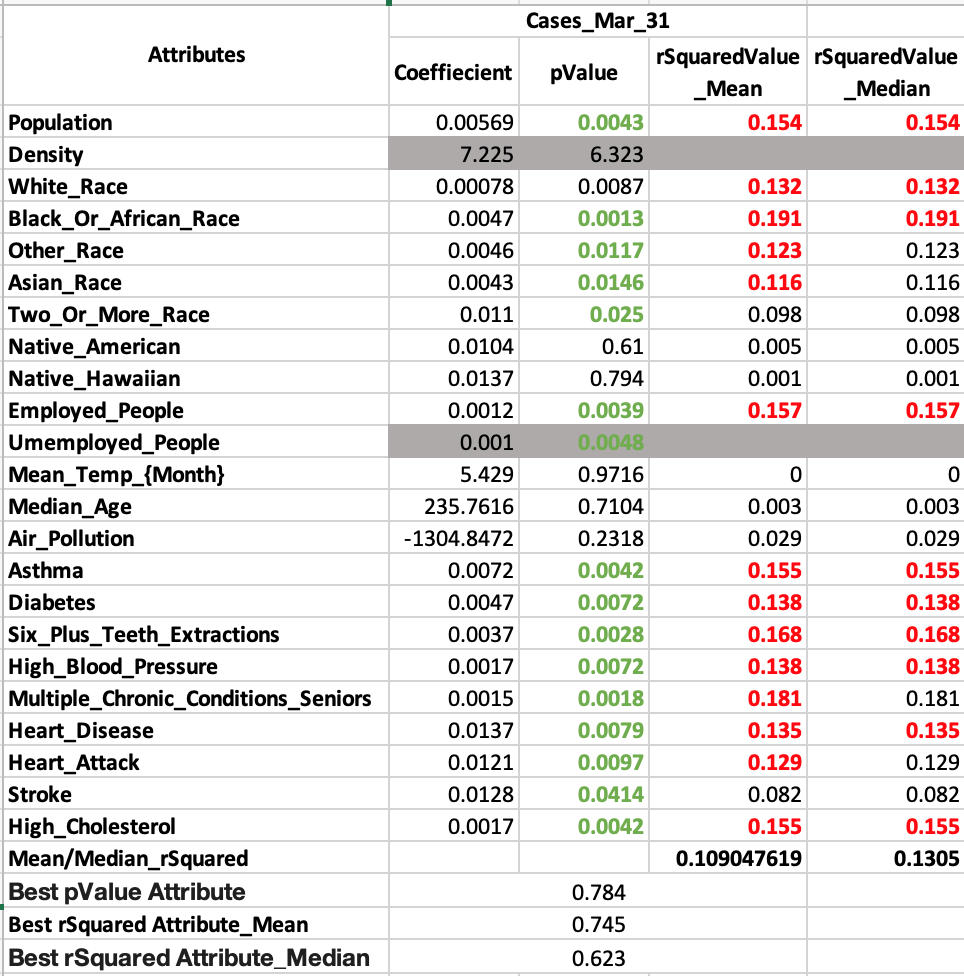 Cases_Mar_31
Attributes
Coeffiecient pValue rSquaredValue_Mean rSquaredValue_Median
Population 0.00569 0.0043 0.154 0.154
Density 7.225 6.323
White_Race 0.00078 0.0087 0.132 0.132
Black_Or_African_Race 0.0047 0.0013 0.191 0.191
Other_Race 0.0046 0.0117 0.123 0.123
Asian_Race 0.0043 0.0146 0.116 0.116
Two_Or_More_Race 0.011 0.025 0.098 0.098
Native_American 0.0104 0.61 0.005 0.005
Native_Hawaiian 0.0137 0.794 0.001 0.001
Employed_People 0.0012 0.0039 0.157 0.157
Umemployed_People 0.001 0.0048
Mean_Temp_{Month} 5.429 0.9716 0 0
Median_Age 235.7616 0.7104 0.003 0.003
Air_Pollution -1304.8472 0.2318 0.029 0.029
Asthma 0.0072 0.0042 0.155 0.155
Diabetes 0.0047 0.0072 0.138 0.138
Six_Plus_Teeth_Extractions 0.0037 0.0028 0.168 0.168
High_Blood_Pressure 0.0017 0.0072 0.138 0.138
Multiple_Chronic_Conditions_Seniors 0.0015 0.0018 0.181 0.181
Heart_Disease 0.0137 0.0079 0.135 0.135
Heart_Attack 0.0121 0.0097 0.129 0.129
Stroke 0.0128 0.0414 0.082 0.082
High_Cholesterol 0.0017 0.0042 0.155 0.155
Mean/Median_rSquared 0.109047619 0.1305
Best pValue Attribute 0.784
Best rSquared Attribute_Mean 0.745
Best rSquared Attribute_Median 0.623